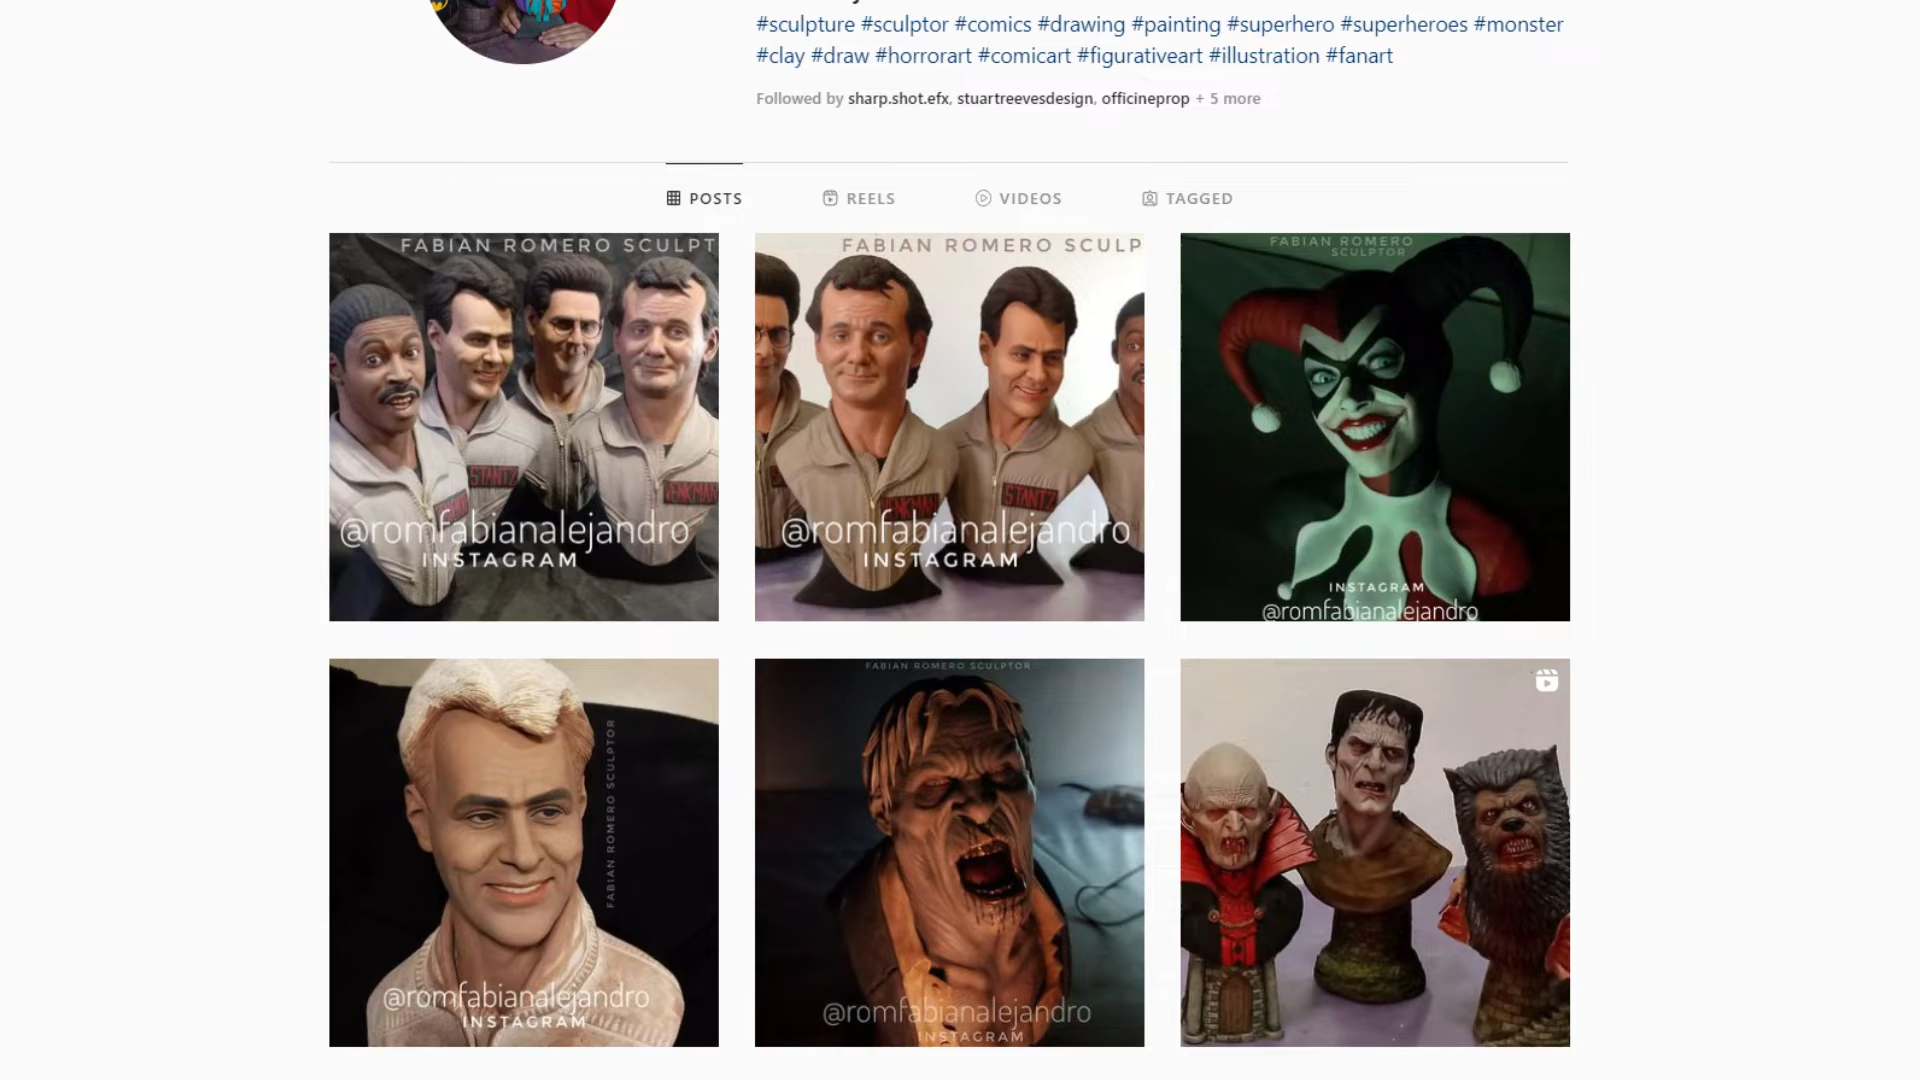 #sculpture #sculptor #comics #drawing #painting #superhero #superheroes #monster
#clay #draw #horrorart #comicart #figurativeart #illustration #fanart
Followed by sharp.shot.efx, stuartreevesdesign, officineprop + 5 more
POSTS
REELS
VIDEOS
TAGGED
FABIAN ROMERO SCULPT
STANTZ
@romfabianalejandro
INSTAGRAM
FABIAN ROMERO SCULP
STANTZ
@romfabianalejandro
INSTAGRAM
FABIAN ROMERO
SCULPTOR
INSTAGRAM
@romfabianalejandro
FABIAN ROMERO SCULPTOR
@romfabianalejandro
INSTAGRAM
FABIAN ROMERO SCULPTOR
@romfabianalejandro
INSTAGRAM